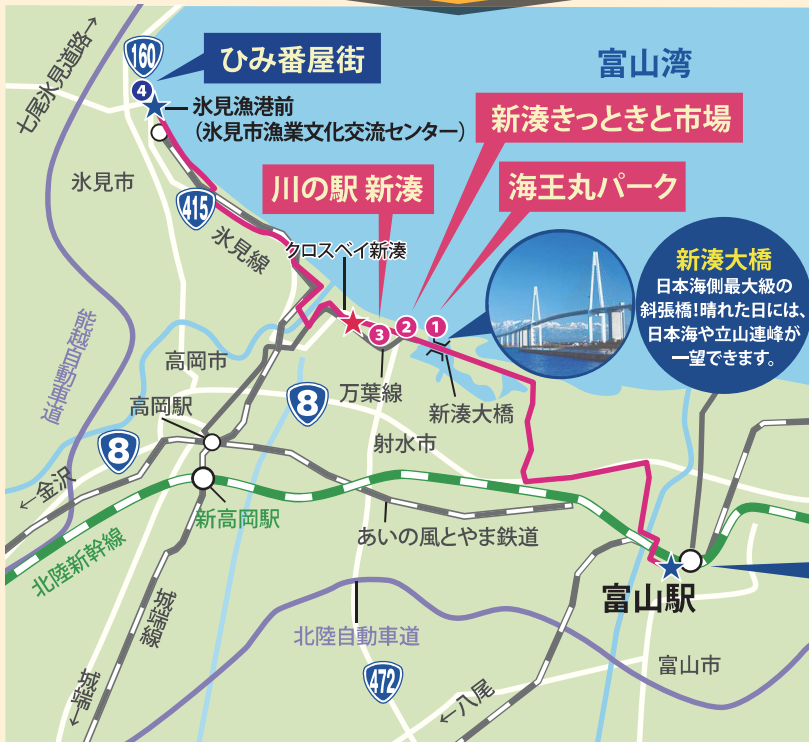 七尾氷見道路→
160
ひみ番屋街
富山湾
4
氷見漁港前
（氷見市漁業文化交流センター）
新湊きっときと市場
氷見市
川の駅 新湊
海王丸パーク
415
氷見線
クロスベイ新湊
新湊大橋
日本海側最大級の
斜張橋!晴れた日には、
日本海や立山連峰が
一望できます。
3
2
1
能越自動車道
高岡市
8
万葉線
新湊大橋
高岡駅
射水市
8
←金沢
新高岡駅
あいの風とやま鉄道
北陸新幹線
富山駅
城端線
北陸自動車道
富山市
472
←城端
←八尾